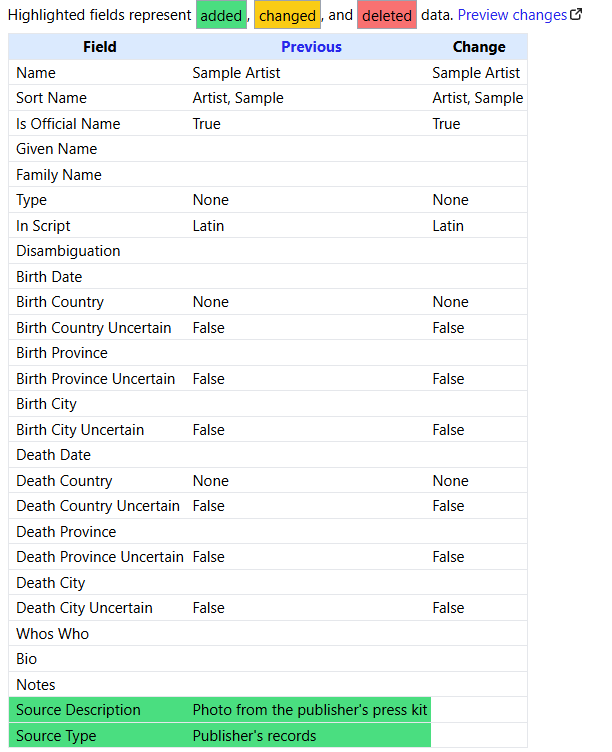 Highlighted fields represent added, changed, and deleted data. Preview changes
Field Previous Change
Name Sample Artist Sample Artist
Sort Name Artist, Sample Artist, Sample
Is Official Name True True
Given Name
Family Name
Type None None
In Script Latin Latin
Disambiguation
Birth Date
Birth Country None None
Birth Country Uncertain False False
Birth Province
Birth Province Uncertain False False
Birth City
Birth City Uncertain False False
Death Date
Death Country None None
Death Country Uncertain False False
Death Province
Death Province Uncertain False False
Death City
Death City Uncertain False False
Whos Who
Bio
Notes
Source Description Photo from the publisher's press kit
Source Type Publisher's records